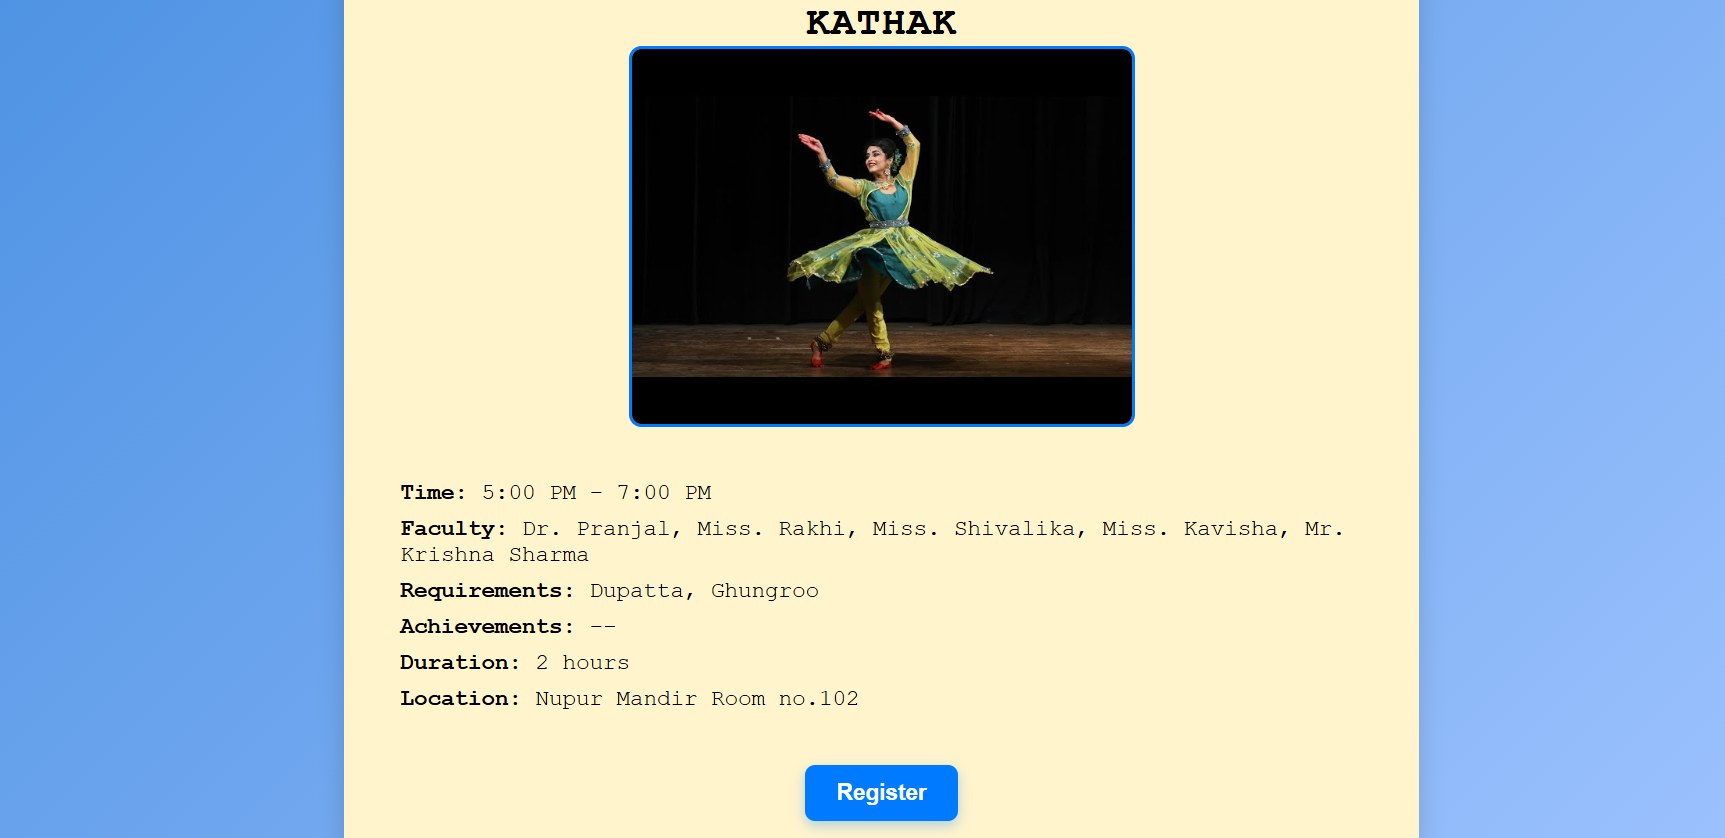 KATHAK
Time: 5:00 PM - 7:00 PM
Faculty: Dr. Pranjal, Miss. Rakhi, Miss. Shivalika, Miss. Kavisha, Mr.
Krishna Sharma
Requirements: Dupatta, Ghungroo
Achievements: --
Duration: 2 hours
Location: Nupur Mandir Room no.102
Register